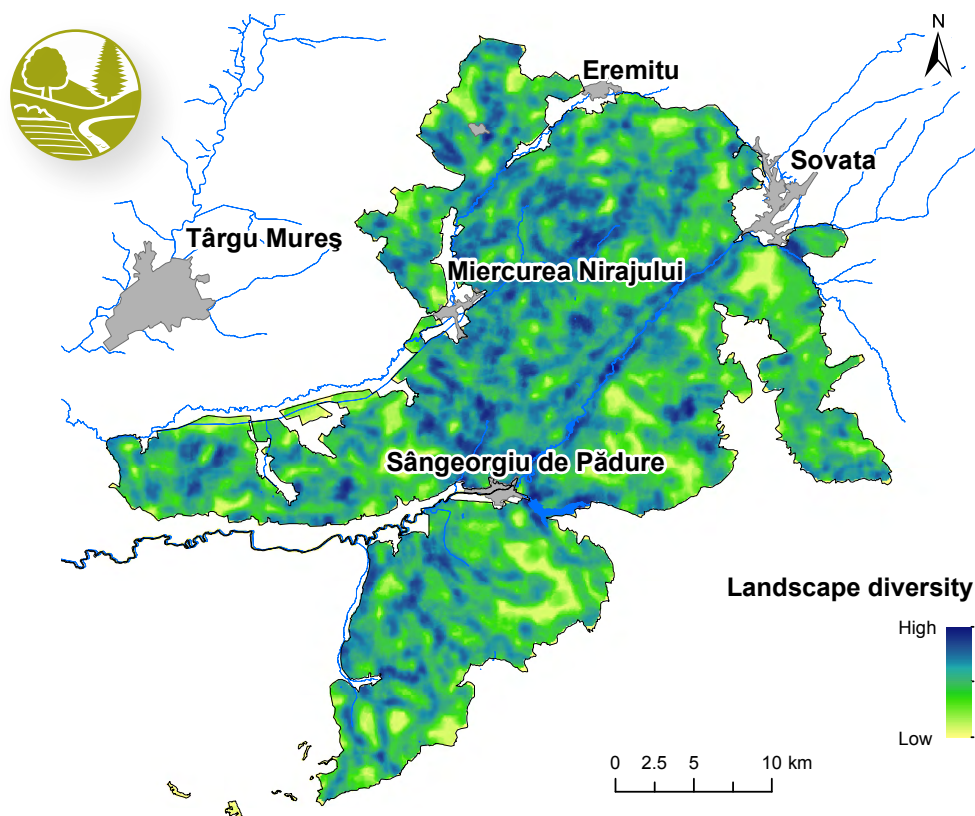 N
Eremitu
Sovata
Târgu Mureş
Miercurea Nirajului
Sângeorgiu de Pădure
Landscape diversity
High
Low
0 2.5 5 10 km